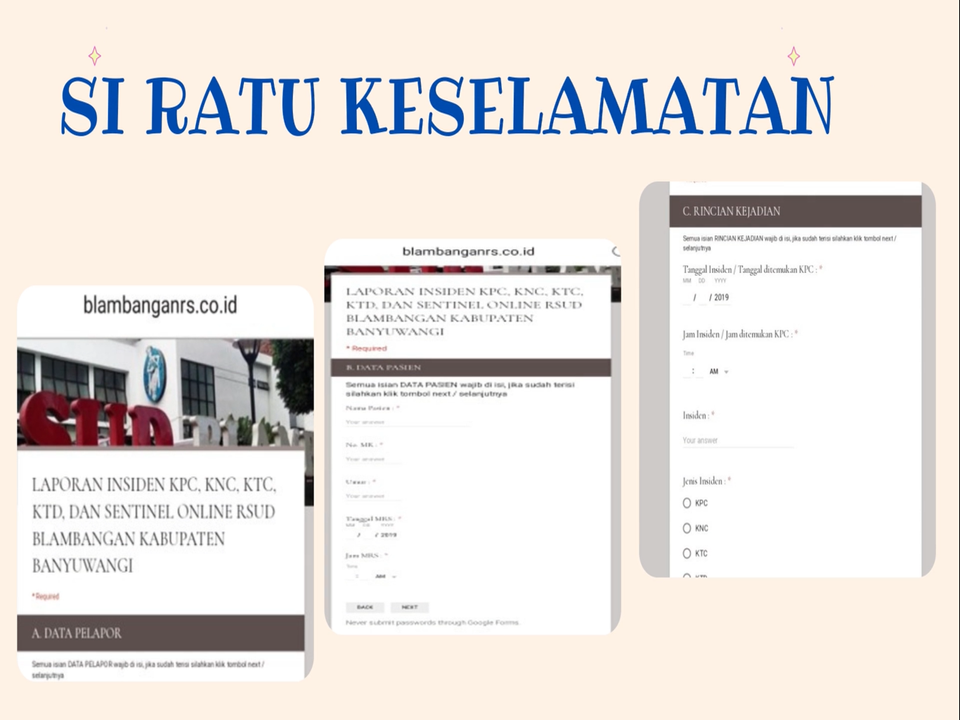 SI RATU KESELAMATAN
blambanganrs.co.id
LAPORAN INSIDEN KPC, KNC, KTC,
KTD, DAN SENTINEL ONLINE RSUD
BLAMBANGAN KABUPATEN
BANYUWANGI
* Required
A. DATA PELAPOR
Semua isian DATA PELAPOR wajib di isi, jika sudah terisi silahkan klik tombol next /
selanjutnya
blambanganrs.co.id
LAPORAN INSIDEN KPC, KNC, KTC,
KTD, DAN SENTINEL ONLINE RSUD
BLAMBANGAN KABUPATEN
BANYUWANGI
* Required
B. DATA PASIEN
Semua isian DATA PASIEN wajib di isi, jika sudah terisi
silahkan klik tombol next / selanjutnya
Nama Pasien : *
Your answer
No. MR : *
Your answer
Umur : *
Your answer
Tanggal MRS : *
MM DD YYYY
/ / 2019
Jam MRS : *
Time
: AM
BACK NEXT
Never submit passwords through Google Forms.
C. RINCIAN KEJADIAN
Semua isian RINCIAN KEJADIAN wajib di isi, jika sudah terisi silahkan klik tombol next /
selanjutnya
Tanggal Insiden / Tanggal ditemukan KPC : *
MM DD YYYY
/ / 2019
Jam Insiden / Jam ditemukan KPC : *
Time
: AM
Insiden : *
Your answer
Jenis Insiden : *
KPC
KNC
KTC
KTD